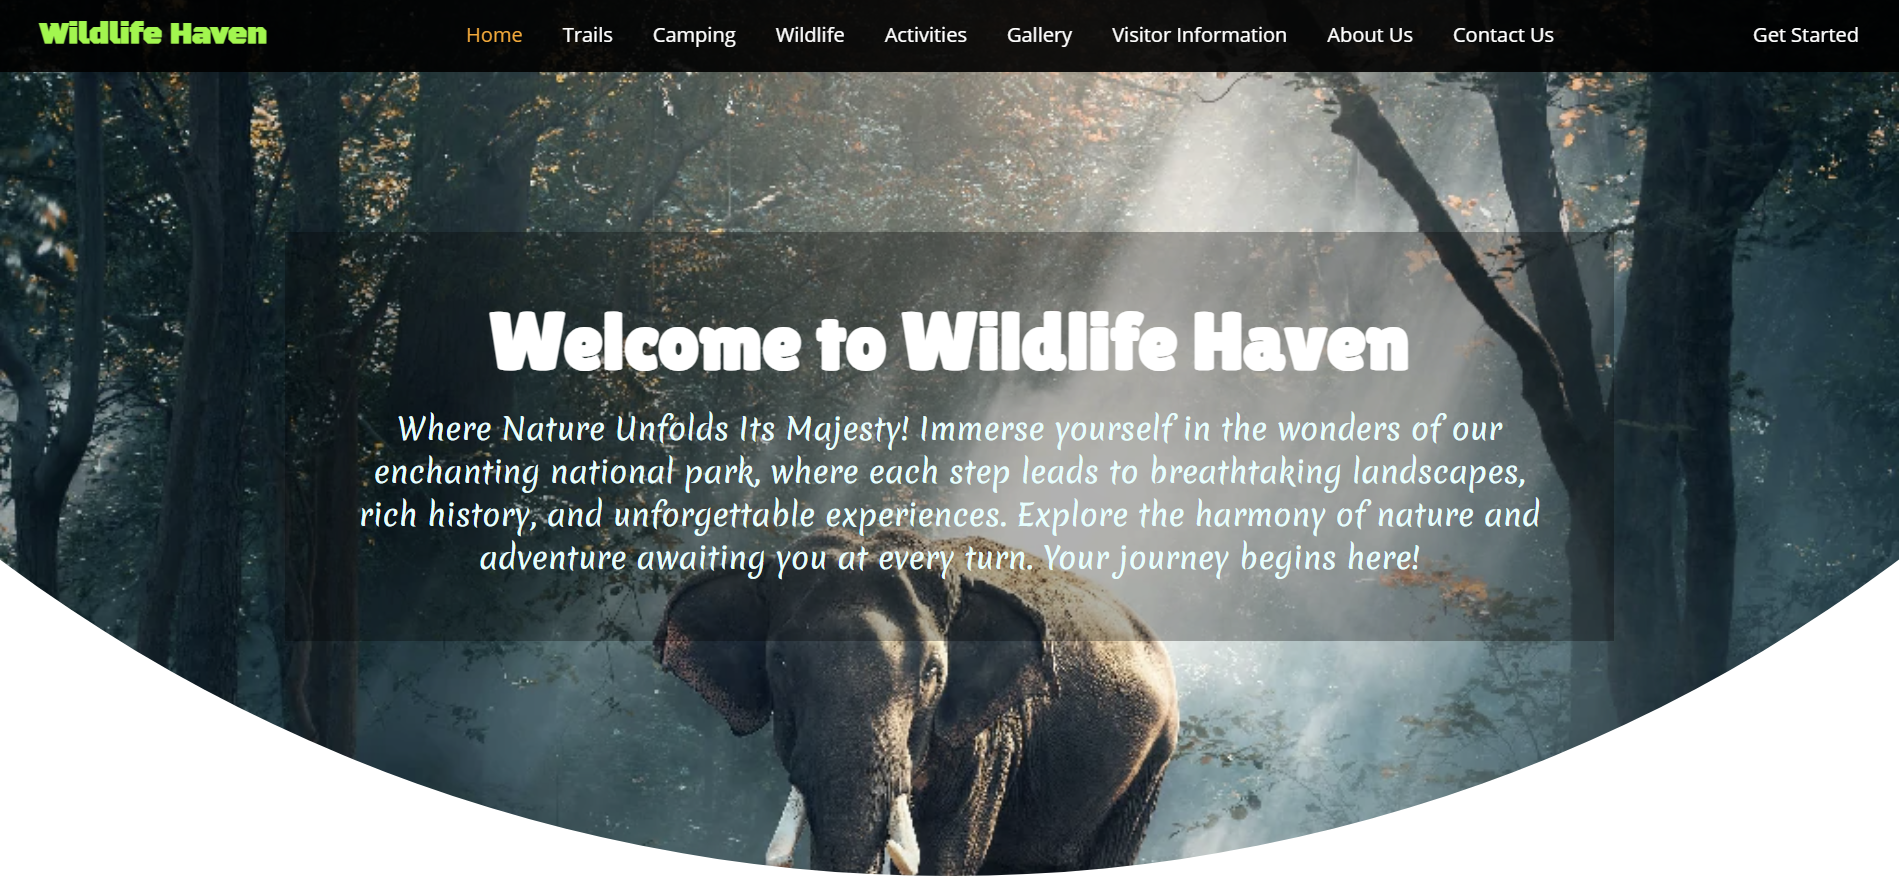 Wildlife Haven
Home Trails Camping Wildlife Activities Gallery Visitor Information About Us Contact Us Get Started
Welcome to Wildlife Haven
Where Nature Unfolds Its Majesty! Immerse yourself in the wonders of our
enchanting national park, where each step leads to breathtaking landscapes,
rich history, and unforgettable experiences. Explore the harmony of nature and
adventure awaiting you at every turn. Your journey begins here!